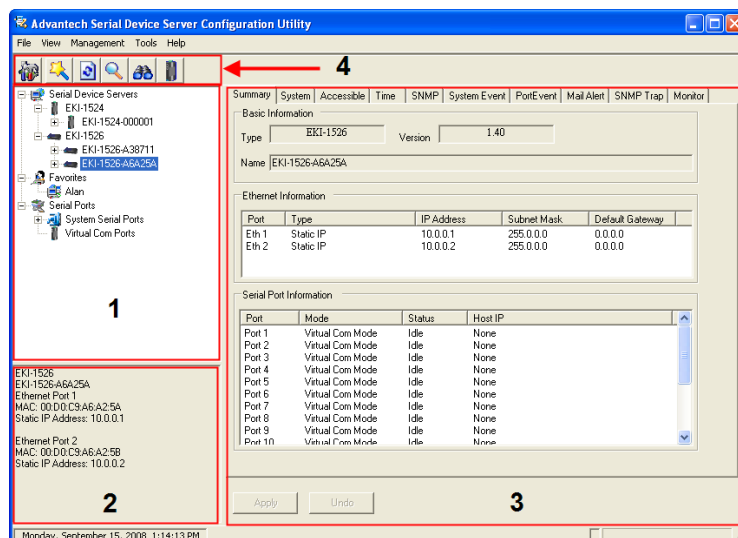 Advantech Serial Device Server Configuration Utility
File View Management Tools Help
4
Serial Device Servers
EKI-1524
EKI-1524-000001
EKI-1526
EKI-1526-A38711
EKI-1526-A6A25A
Favorites
Alan
Serial Ports
System Serial Ports
Virtual Com Ports
1
EKI-1526
EKI-1526-A6A25A
Ethernet Port 1
MAC: 00:D0:C9:A6:A2:5A
Static IP Address: 10.0.0.1
Ethernet Port 2
MAC: 00:D0:C9:A6:A2:5B
Static IP Address: 10.0.0.2
2
Summary System Accessible Time SNMP System Event PortEvent Mail Alert SNMP Trap Monitor
Basic Information
Type EKI-1526 Version 1.40
Name EKI-1526-A6A25A
Ethernet Information
Port Type IP Address Subnet Mask Default Gateway
Eth 1 Static IP 10.0.0.1 255.0.0.0 0.0.0.0
Eth 2 Static IP 10.0.0.2 255.0.0.0 0.0.0.0
Serial Port Information
Port Mode Status Host IP
Port 1 Virtual Com Mode Idle None
Port 2 Virtual Com Mode Idle None
Port 3 Virtual Com Mode Idle None
Port 4 Virtual Com Mode Idle None
Port 5 Virtual Com Mode Idle None
Port 6 Virtual Com Mode Idle None
Port 7 Virtual Com Mode Idle None
Port 8 Virtual Com Mode Idle None
Port 9 Virtual Com Mode Idle None
Port 10 Virtual Com Mode Idle None
Apply Undo
3
Monday, September 15, 2008 1:14:13 PM